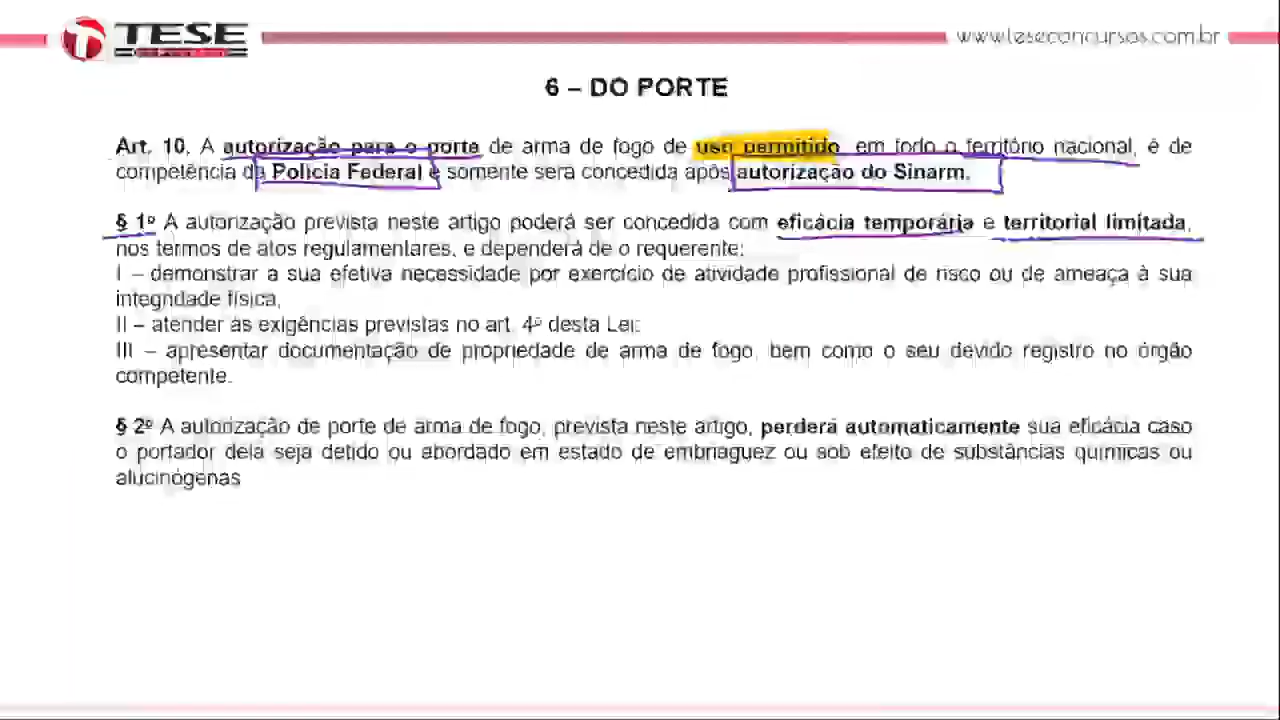 TESE
www.teseconcursos.com.br
6 – DO PORTE
Art. 10. A autorização para o porte de arma de fogo de uso permitido, em todo o território nacional, é de
competência da Polícia Federal e somente será concedida após autorização do Sinarm.
§ 1º A autorização prevista neste artigo poderá ser concedida com eficácia temporária e territorial limitada,
nos termos de atos regulamentares, e dependerá de o requerente:
I – demonstrar a sua efetiva necessidade por exercício de atividade profissional de risco ou de ameaça à sua
integridade física;
II – atender às exigências previstas no art. 4º desta Lei;
III – apresentar documentação de propriedade de arma de fogo, bem como o seu devido registro no órgão
competente.
§ 2º A autorização de porte de arma de fogo, prevista neste artigo, perderá automaticamente sua eficácia caso
o portador dela seja detido ou abordado em estado de embriaguez ou sob efeito de substâncias químicas ou
alucinógenas